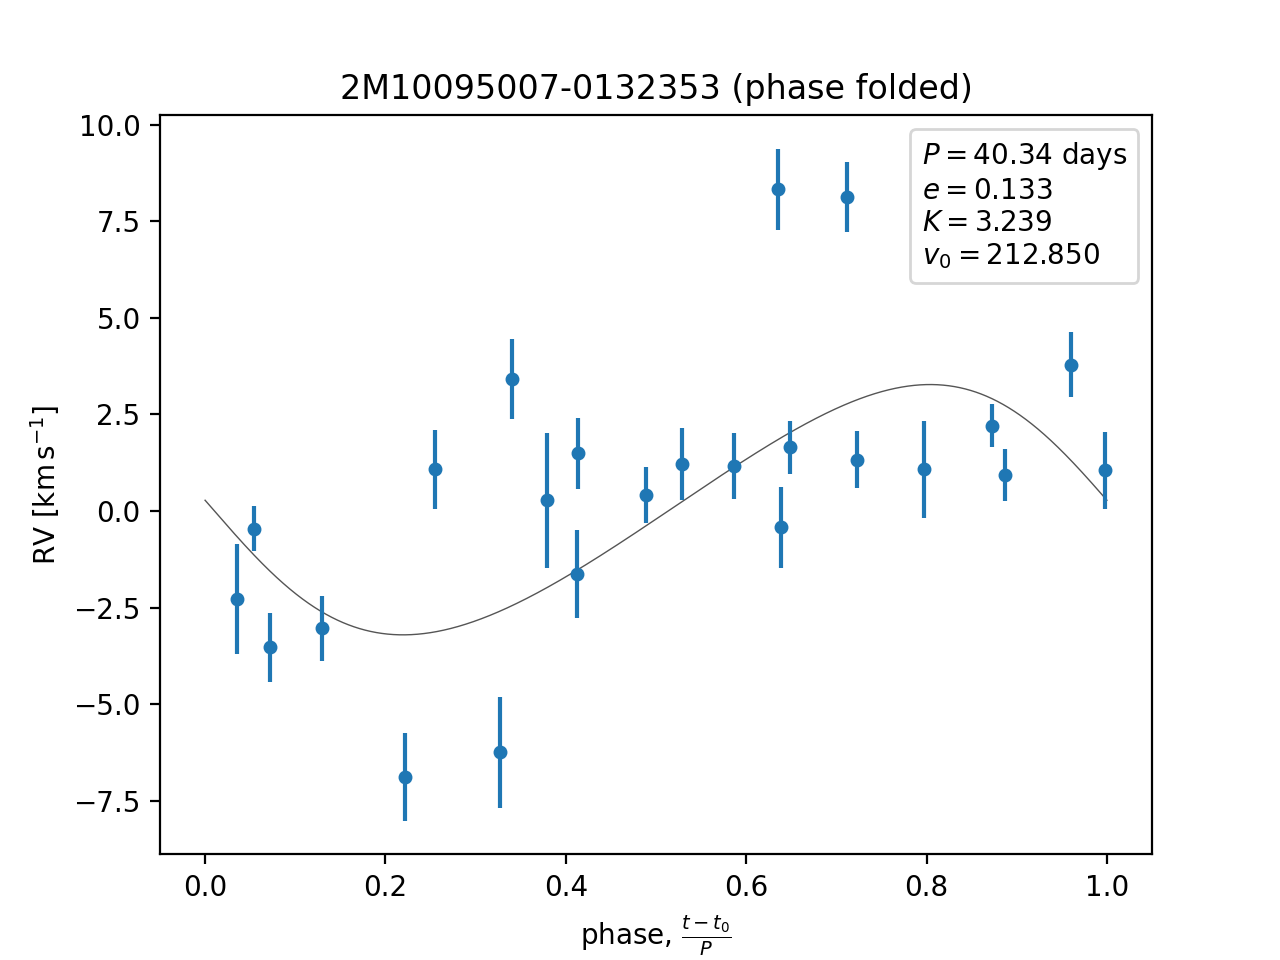 2M10095007-0132353 (phase folded)
10.0
7.5
5.0
2.5
0.0
−2.5
−5.0
−7.5
RV [km s⁻¹]
P = 40.34 days
e = 0.133
K = 3.239
v₀ = 212.850
0.0 0.2 0.4 0.6 0.8 1.0
phase, (t − t₀)/P